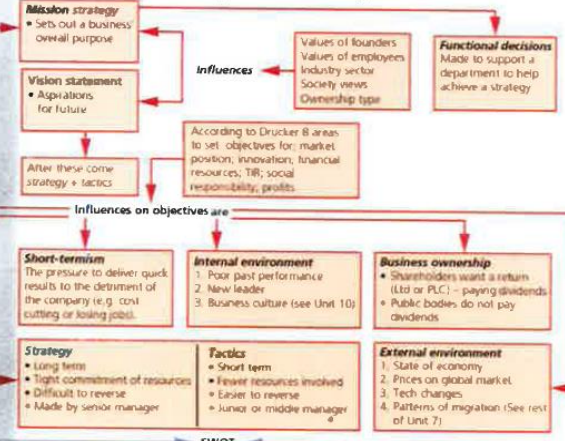 Mission strategy
• Sets out a business'
overall purpose
Vision statement
• Aspirations
for future
After these come
strategy + tactics
Influences
Values of founders
Values of employees
Industry sector
Society views
Ownership type
Functional decisions
Made to support a
department to help
achieve a strategy
According to Drucker 8 areas
to set objectives for; market
position; innovation, financial
resources; TIR; social
responsibility; profits
Influences on objectives are
Short-termism
The pressure to deliver quick
results to the detriment of
the company (e.g. cost
cutting or losing jobs).
Internal environment
1. Poor past performance
2. New leader
3. Business culture (see Unit 10)
Business ownership
• Shareholders want a return
(Ltd or PLC) – paying dividends
• Public bodies do not pay
dividends
Strategy
• Long term
• Tight commitment of resources
• Difficult to reverse
• Made by senior manager
Tactics
• Short term
• Fewer resources involved
• Easier to reverse
• Junior or middle manager
External environment
1. State of economy
2. Prices on global market
3. Tech changes
4. Patterns of migration (See rest
of Unit 7)
SWOT